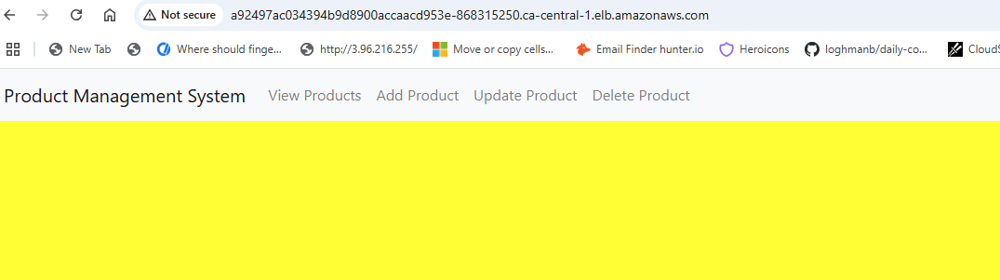 Not secure a92497ac034394b9d8900accaacd953e-868315250.ca-central-1.elb.amazonaws.com
New Tab Where should finge... http://3.96.216.255/ Move or copy cells... Email Finder hunter.io Heroicons loghmanb/daily-co... CloudS
Product Management System View Products Add Product Update Product Delete Product